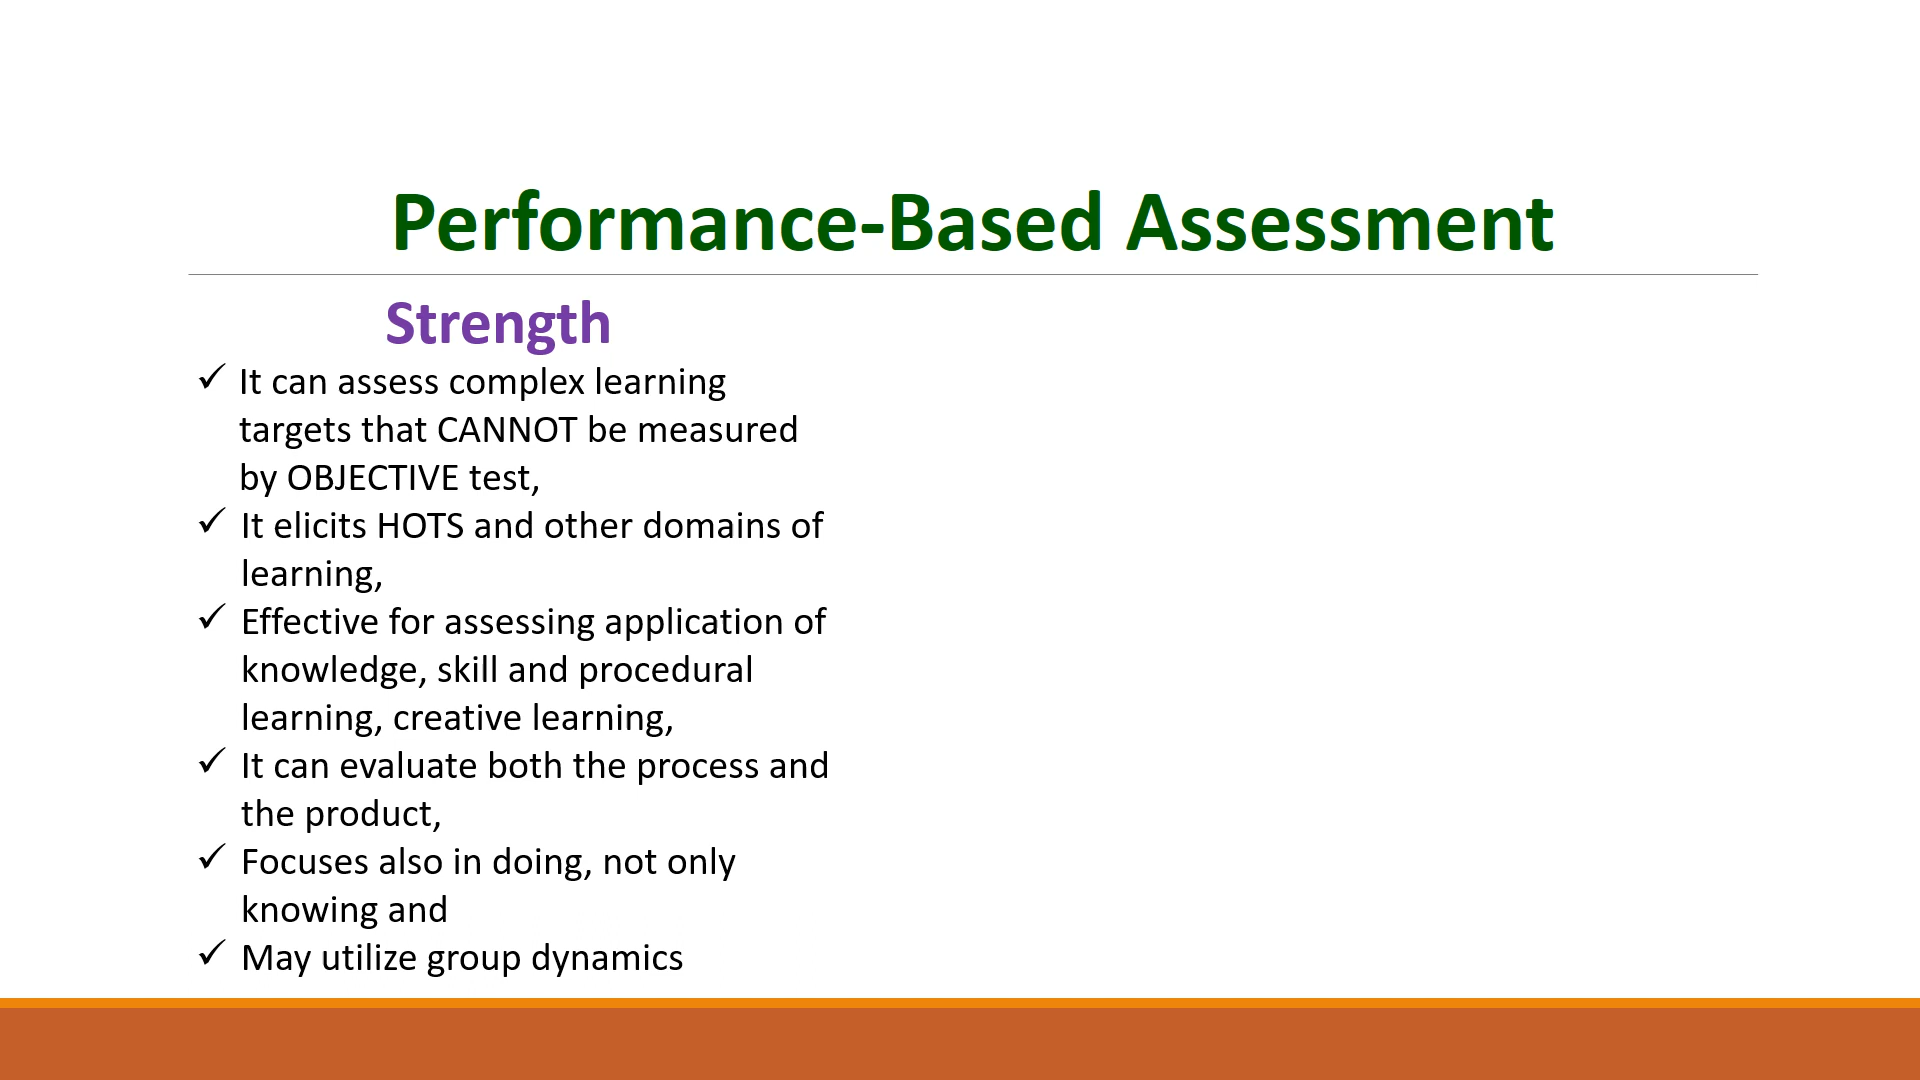 Performance-Based Assessment
Strength
✓ It can assess complex learning
targets that CANNOT be measured
by OBJECTIVE test,
✓ It elicits HOTS and other domains of
learning,
✓ Effective for assessing application of
knowledge, skill and procedural
learning, creative learning,
✓ It can evaluate both the process and
the product,
✓ Focuses also in doing, not only
knowing and
✓ May utilize group dynamics